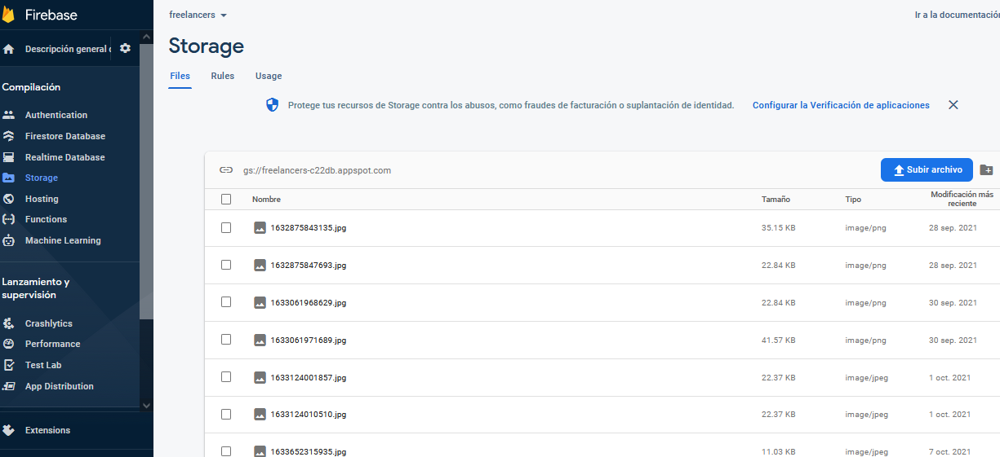 Firebase
freelancers
Ir a la documentación
Descripción general
Storage
Files Rules Usage
Compilación
Protege tus recursos de Storage contra los abusos, como fraudes de facturación o suplantación de identidad. Configurar la Verificación de aplicaciones
Authentication
Firestore Database
Realtime Database
Storage
Hosting
Functions
Machine Learning
Lanzamiento y
supervisión
Crashlytics
Performance
Test Lab
App Distribution
Extensions
gs://freelancers-c22db.appspot.com Subir archivo
Nombre Tamaño Tipo Modificación más
reciente
1632875843135.jpg 35.15 KB image/png 28 sep. 2021
1632875847693.jpg 22.84 KB image/png 28 sep. 2021
1633061968629.jpg 22.84 KB image/png 30 sep. 2021
1633061971689.jpg 41.57 KB image/png 30 sep. 2021
1633124001857.jpg 22.37 KB image/jpeg 1 oct. 2021
1633124010510.jpg 22.37 KB image/jpeg 1 oct. 2021
1633652315935.jpg 11.03 KB image/jpeg 7 oct. 2021